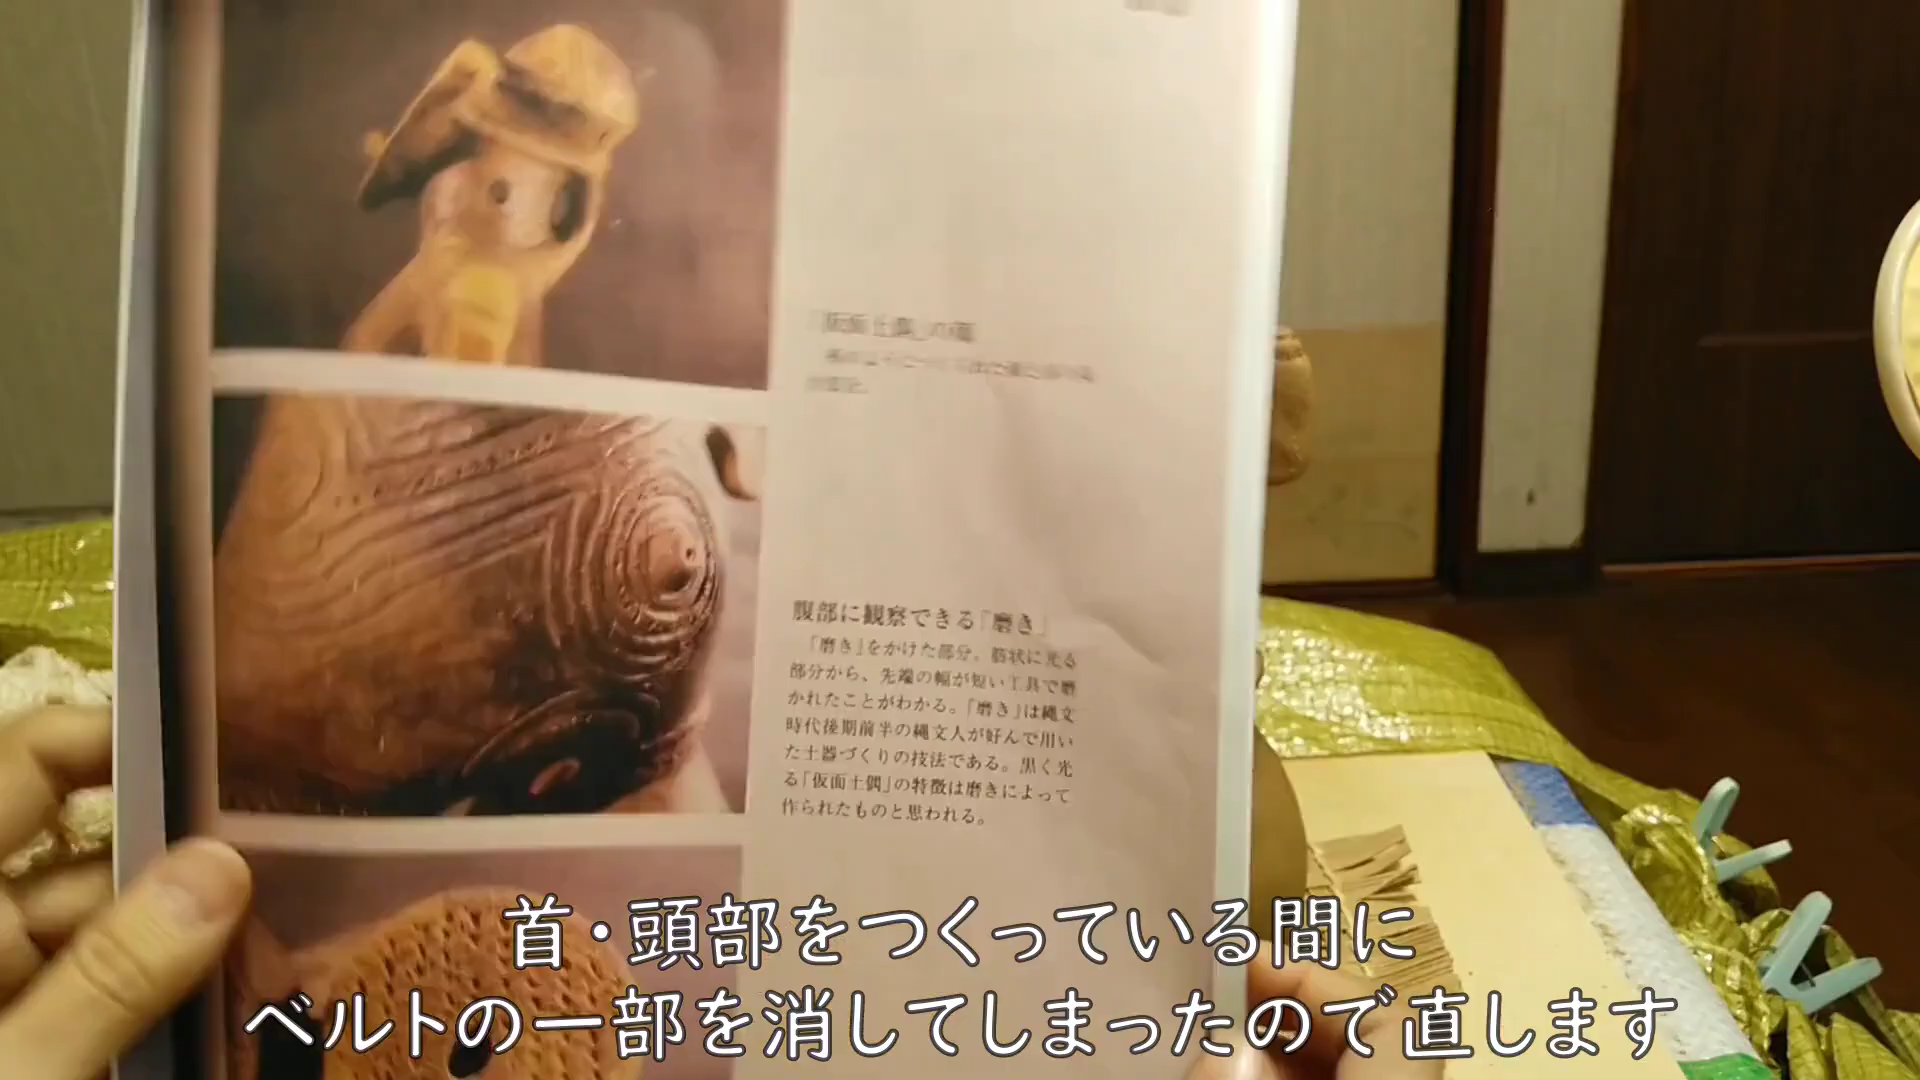 腹部に観察できる「磨き」
「磨き」をかけた部分。筋状に光る
部分から、先端の幅が短い工具で磨
かれたことがわかる。「磨き」は縄文
時代後期前半の縄文人が好んで用い
た土器づくりの技法である。黒く光
る「仮面土偶」の特徴は磨きによって
作られたものと思われる。
首・頭部をつくっている間に
ベルトの一部を消してしまったので直します